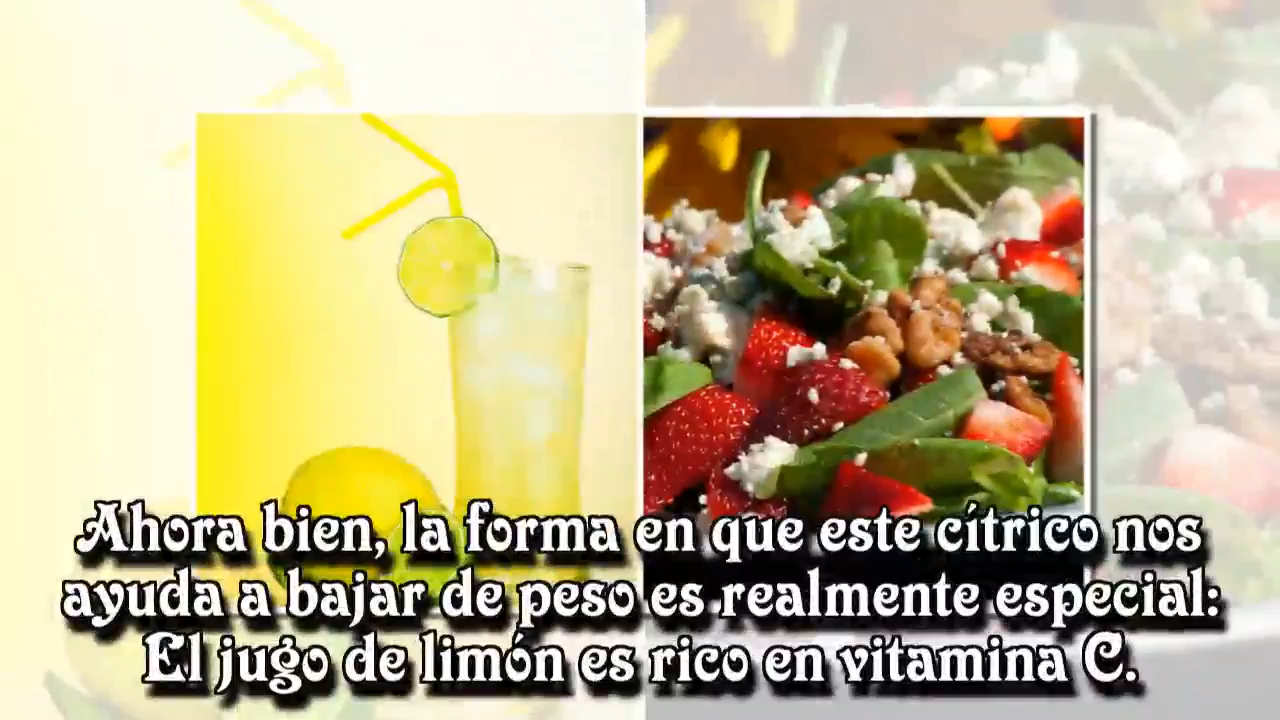 Ahora bien, la forma en que este cítrico nos
ayuda a bajar de peso es realmente especial:
El jugo de limón es rico en vitamina C.